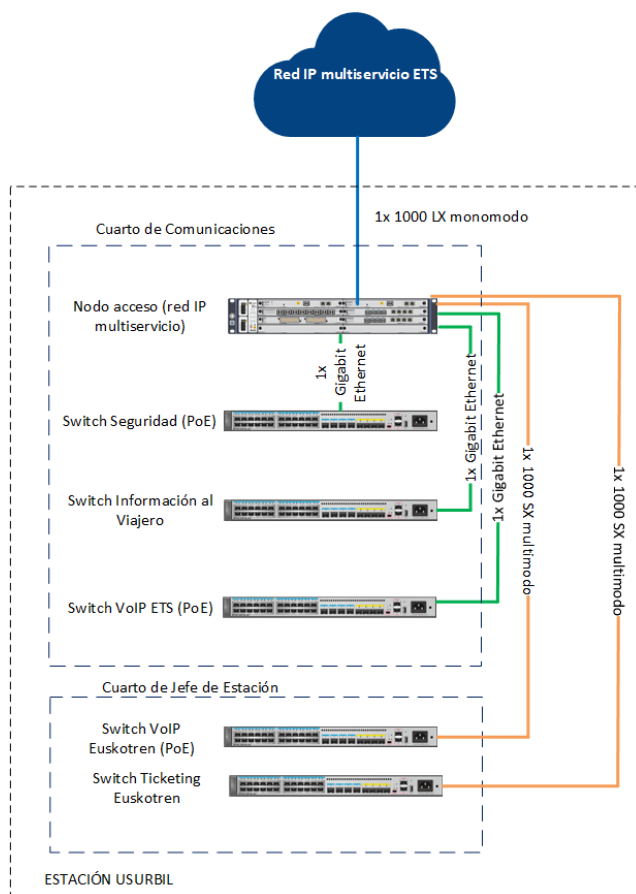 Red IP multiservicio ETS
1x 1000 LX monomodo
Cuarto de Comunicaciones
Nodo acceso (red IP
multiservicio)
1x
Gigabit
Ethernet
Switch Seguridad (PoE)
1x Gigabit Ethernet
1x Gigabit Ethernet
1x 1000 SX multimodo
1x 1000 SX multimodo
Switch Información al
Viajero
Switch VoIP ETS (PoE)
Cuarto de Jefe de Estación
Switch VoIP
Euskotren (PoE)
Switch Ticketing
Euskotren
ESTACIÓN USURBIL